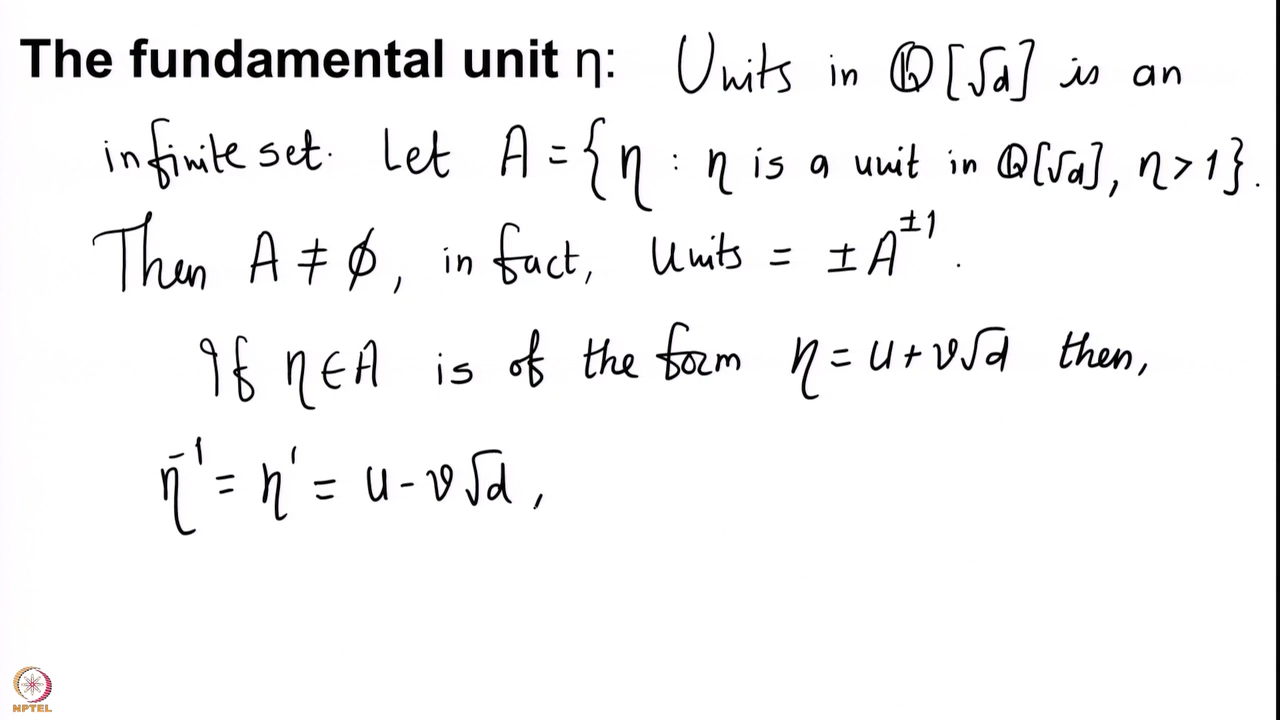 The fundamental unit η: Units in ℚ[√d] is an
infinite set. Let A = {η : η is a unit in ℚ[√d], η > 1}.
Then A ≠ ϕ, in fact, Units = ± A^{±1}.
If η ∈ A is of the form η = u + v√d then,
η^{-1} = η' = u - v√d,
NPTEL